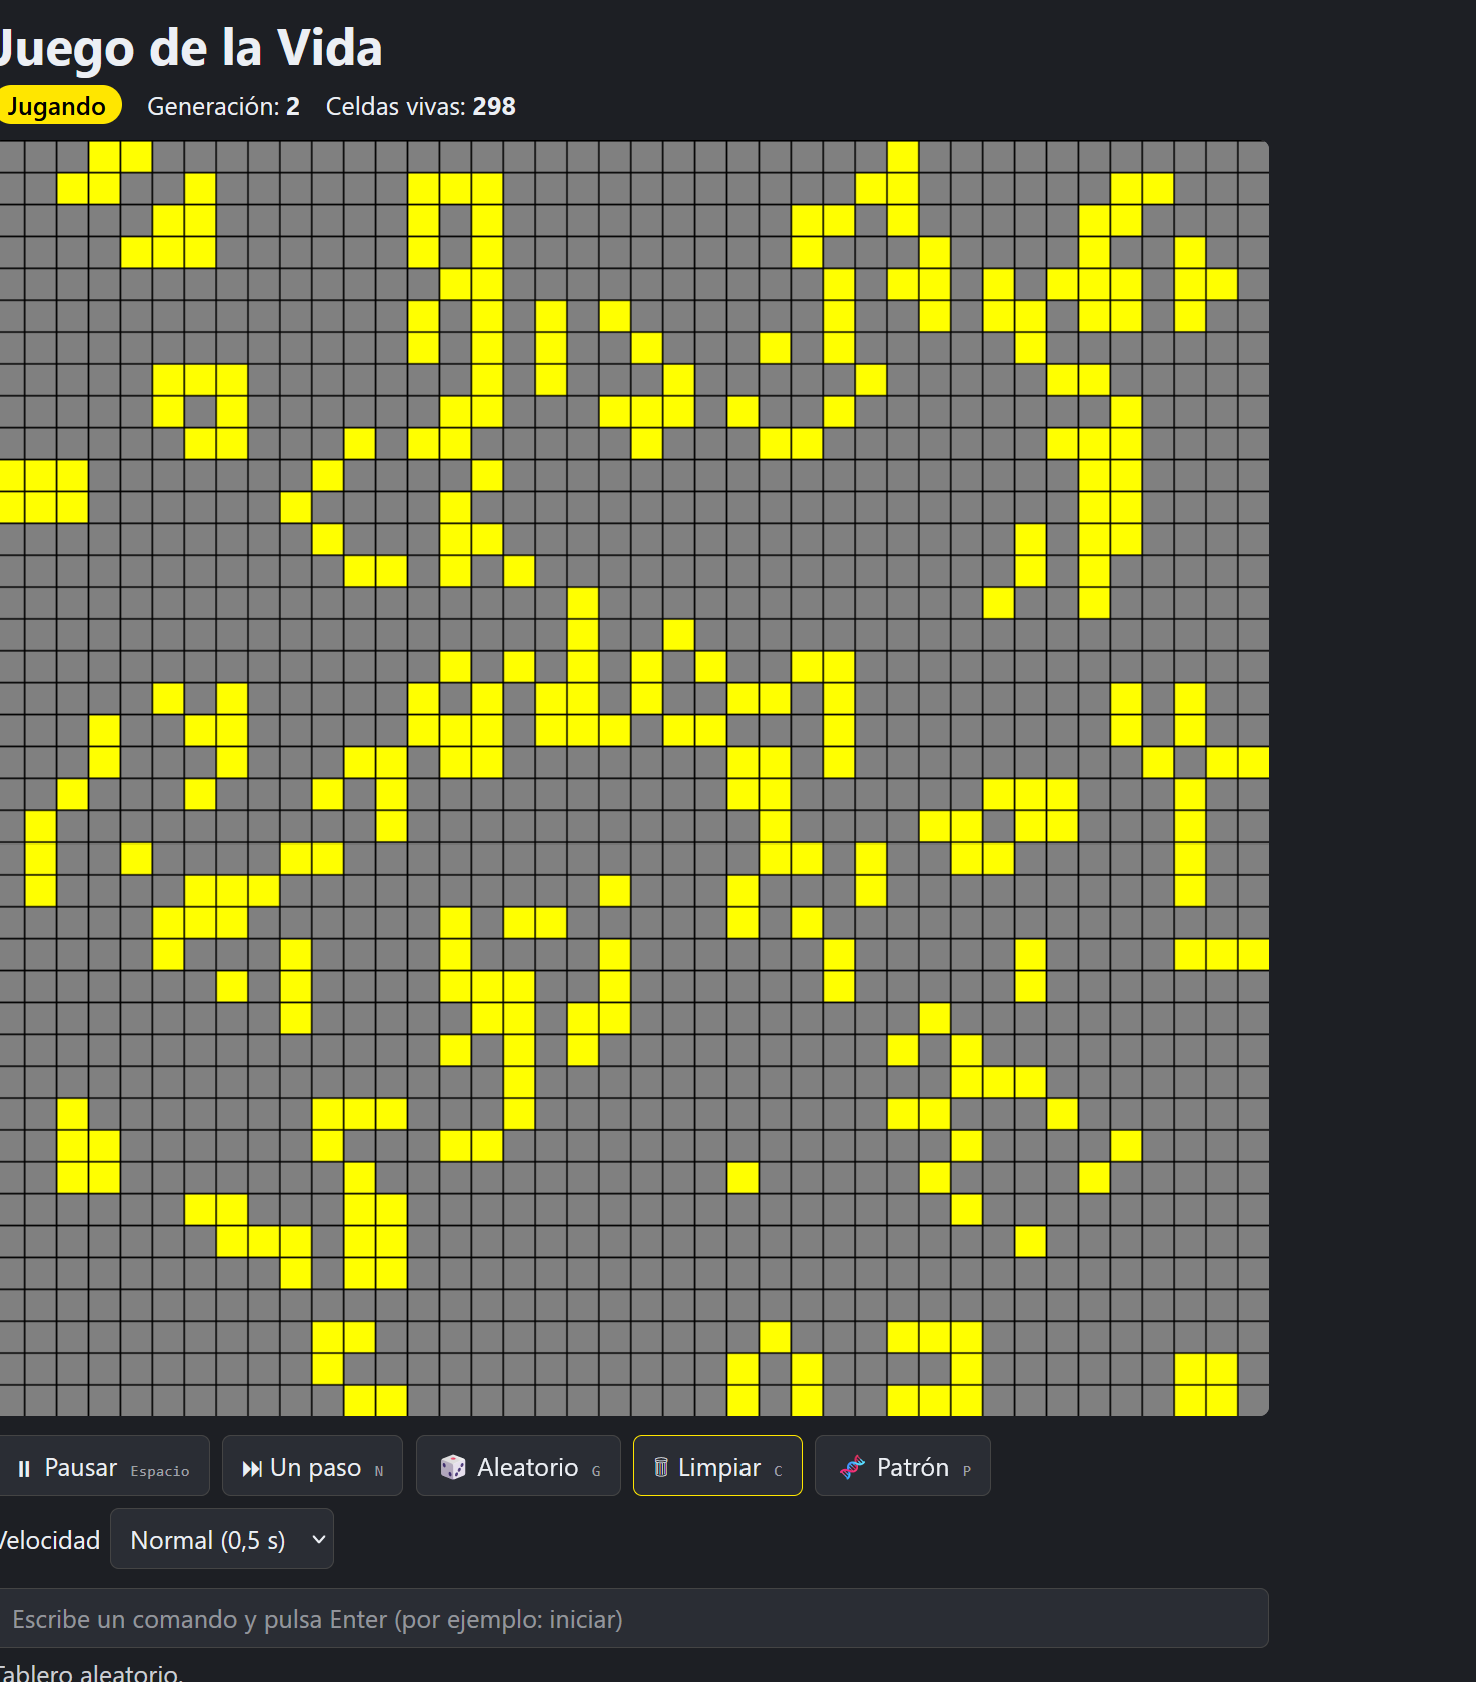 Juego de la Vida
Jugando Generación: 2 Celdas vivas: 298
Pausar Espacio Un paso N Aleatorio G Limpiar C Patrón P
Velocidad Normal (0,5 s)
Escribe un comando y pulsa Enter (por ejemplo: iniciar)
Tablero aleatorio.